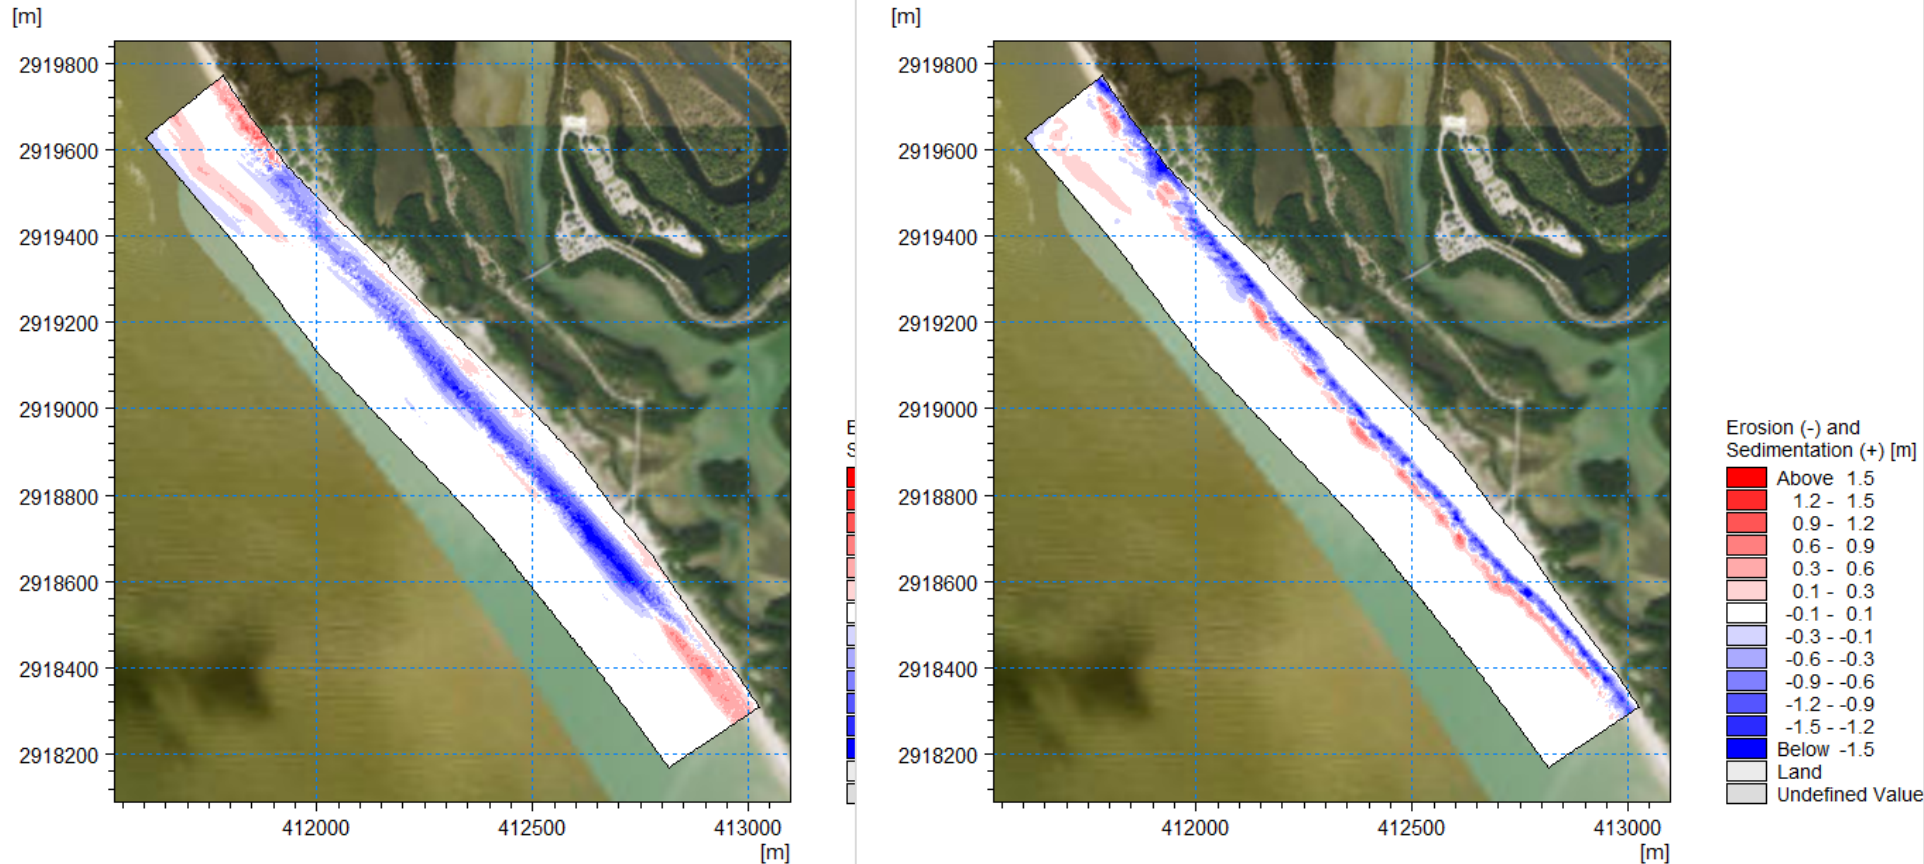 [m]
2919800
2919600
2919400
2919200
2919000
2918800
2918600
2918400
2918200
412000 412500 413000
[m]
E
S
[m]
2919800
2919600
2919400
2919200
2919000
2918800
2918600
2918400
2918200
412000 412500 413000
[m]
Erosion (-) and
Sedimentation (+) [m]
Above 1.5
1.2 - 1.5
0.9 - 1.2
0.6 - 0.9
0.3 - 0.6
0.1 - 0.3
-0.1 - 0.1
-0.3 - -0.1
-0.6 - -0.3
-0.9 - -0.6
-1.2 - -0.9
-1.5 - -1.2
Below -1.5
Land
Undefined Value